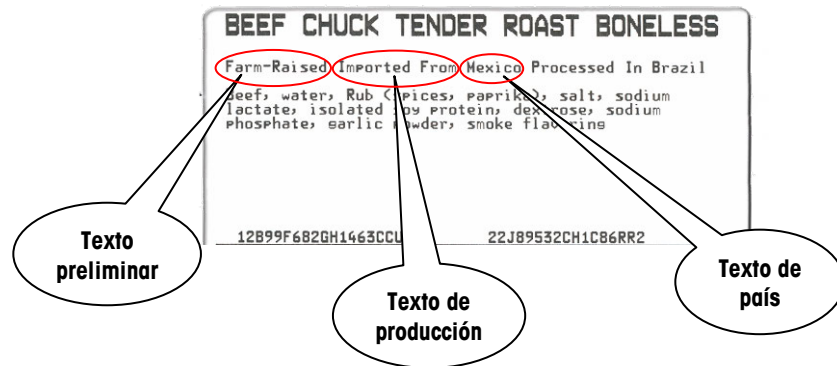 BEEF CHUCK TENDER ROAST BONELESS
Farm-Raised Imported From Mexico Processed In Brazil
Beef, water, Rub (spices, paprika), salt, sodium
lactate, isolated soy protein, dextrose, sodium
phosphate, garlic powder, smoke flavoring
12B99F682GH1463CCU 22J89532CH1C86RR2
Texto
preliminar
Texto de
producción
Texto de
país